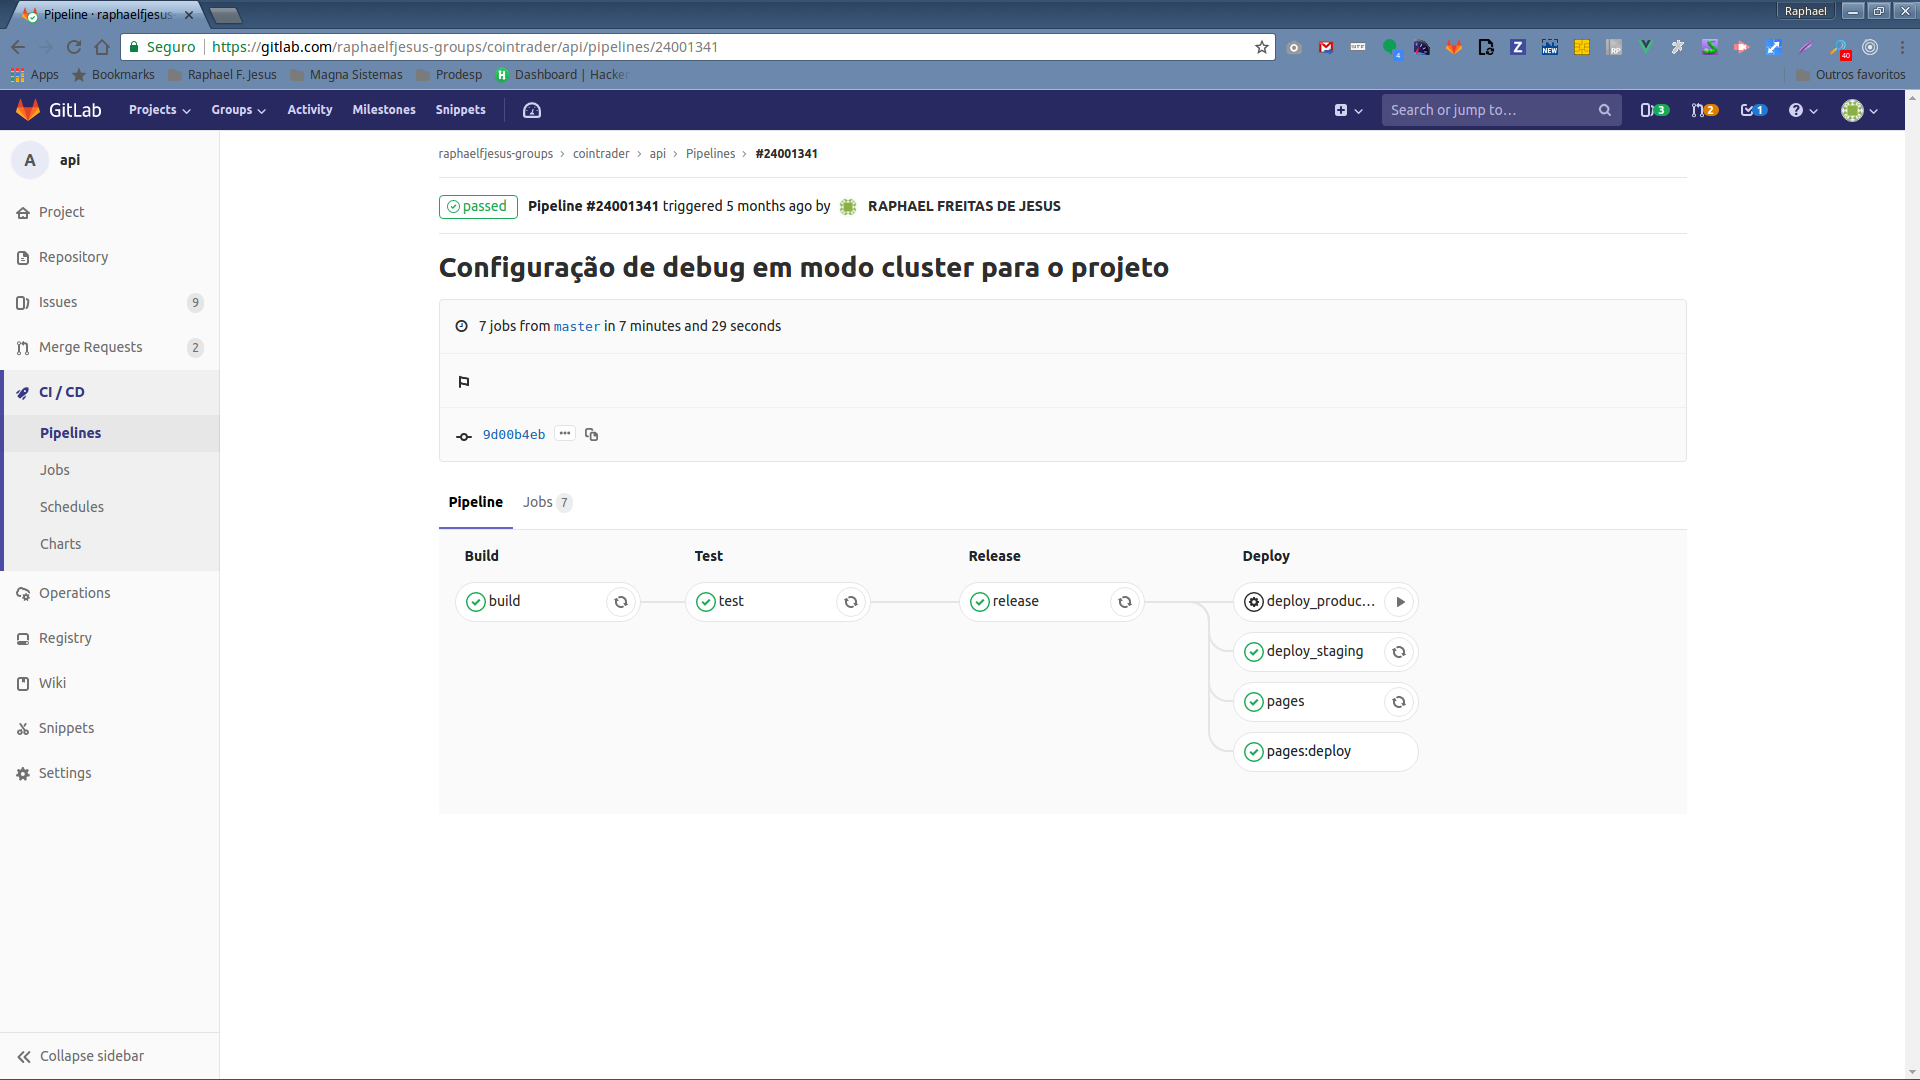 Pipeline · raphaelfjesus
Raphael
Seguro https://gitlab.com/raphaelfjesus-groups/cointrader/api/pipelines/24001341
Apps Bookmarks Raphael F. Jesus Magna Sistemas Prodesp Dashboard | Hacker Outros favoritos
GitLab Projects Groups Activity Milestones Snippets Search or jump to… 3 2 1
A api
Project
Repository
Issues 9
Merge Requests 2
CI / CD
Pipelines
Jobs
Schedules
Charts
Operations
Registry
Wiki
Snippets
Settings
Collapse sidebar
raphaelfjesus-groups › cointrader › api › Pipelines › #24001341
passed Pipeline #24001341 triggered 5 months ago by RAPHAEL FREITAS DE JESUS
Configuração de debug em modo cluster para o projeto
7 jobs from master in 7 minutes and 29 seconds
9d00b4eb
Pipeline Jobs 7
Build Test Release Deploy
build test release deploy_produc...
deploy_staging
pages
pages:deploy